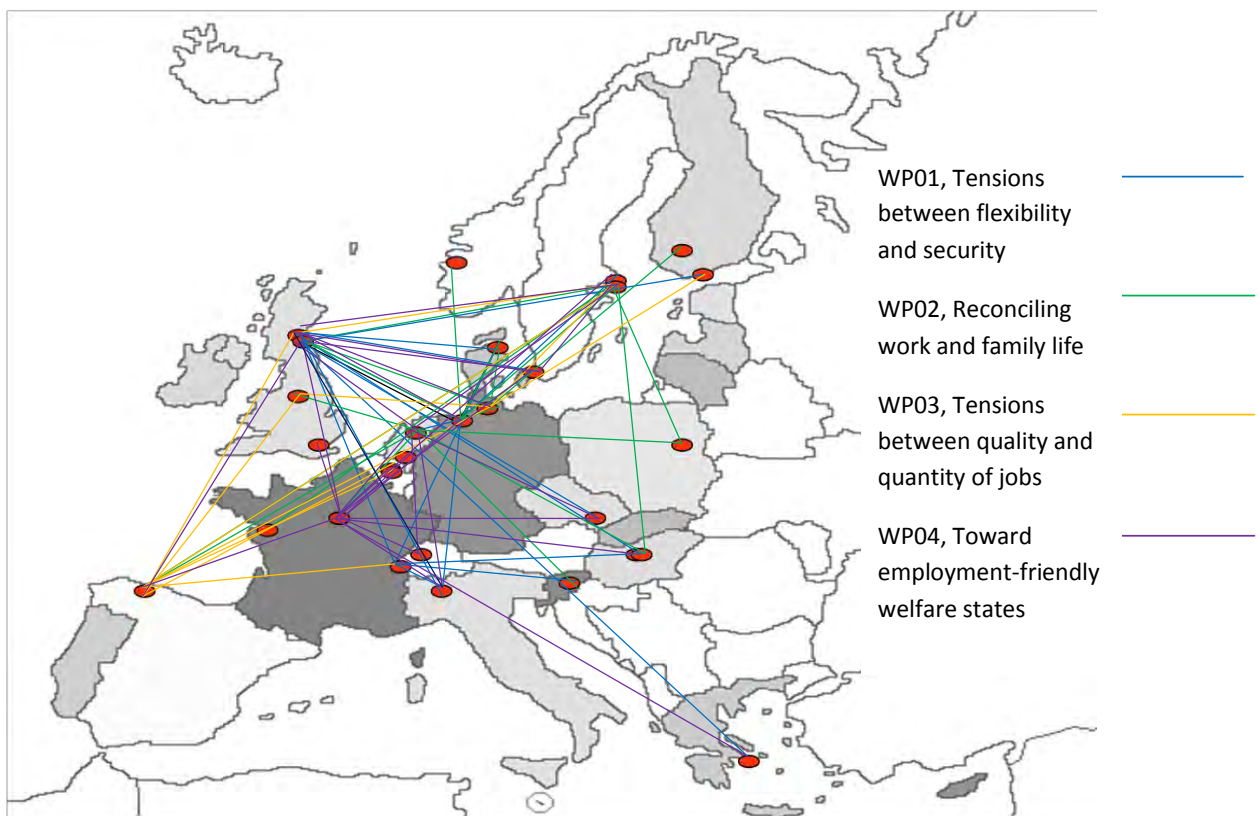 WP01, Tensions
between flexibility
and security
WP02, Reconciling
work and family life
WP03, Tensions
between quality and
quantity of jobs
WP04, Toward
employment-friendly
welfare states